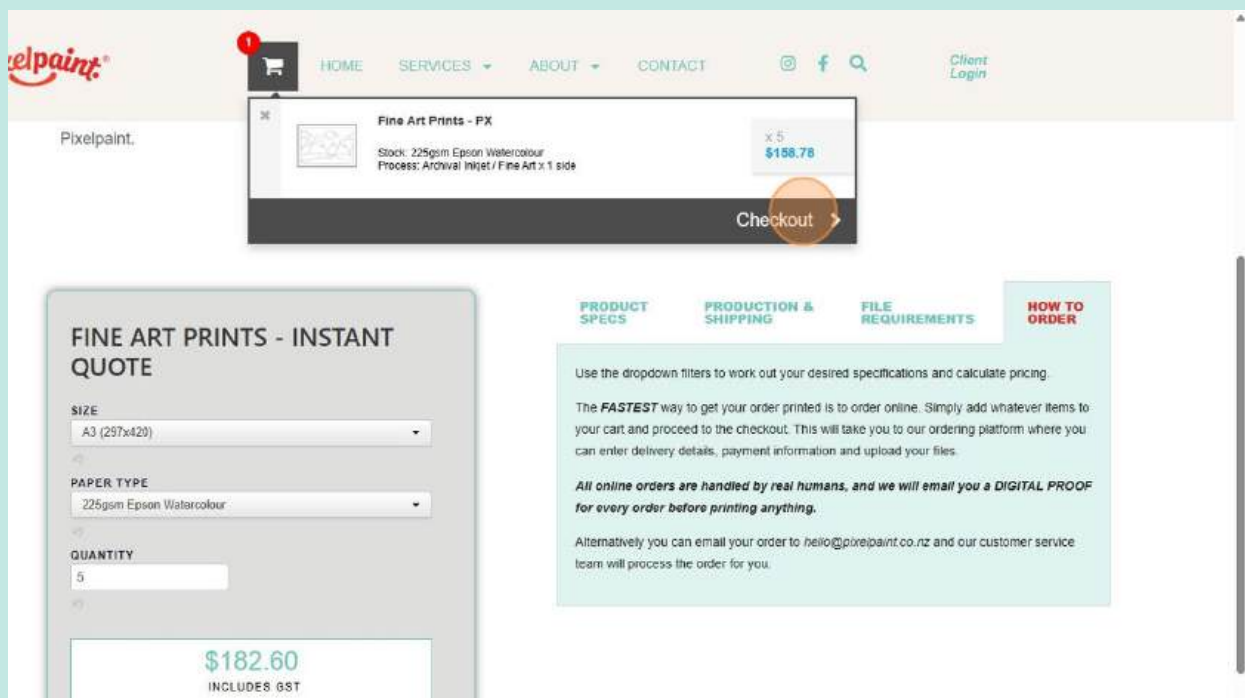 elpaint.®
1
HOME SERVICES ABOUT CONTACT
Client
Login
Pixelpaint.
Fine Art Prints - PX
Stock: 225gsm Epson Watercolour
Process: Archival Inkjet / Fine Art x 1 side
x 5
$158.78
Checkout
FINE ART PRINTS - INSTANT
QUOTE
SIZE
A3 (297x420)
PAPER TYPE
225gsm Epson Watercolour
QUANTITY
5
$182.60
INCLUDES GST
PRODUCT
SPECS
PRODUCTION &
SHIPPING
FILE
REQUIREMENTS
HOW TO
ORDER
Use the dropdown filters to work out your desired specifications and calculate pricing.
The FASTEST way to get your order printed is to order online. Simply add whatever items to
your cart and proceed to the checkout. This will take you to our ordering platform where you
can enter delivery details, payment information and upload your files.
All online orders are handled by real humans, and we will email you a DIGITAL PROOF
for every order before printing anything.
Alternatively you can email your order to hello@pixelpaint.co.nz and our customer service
team will process the order for you.